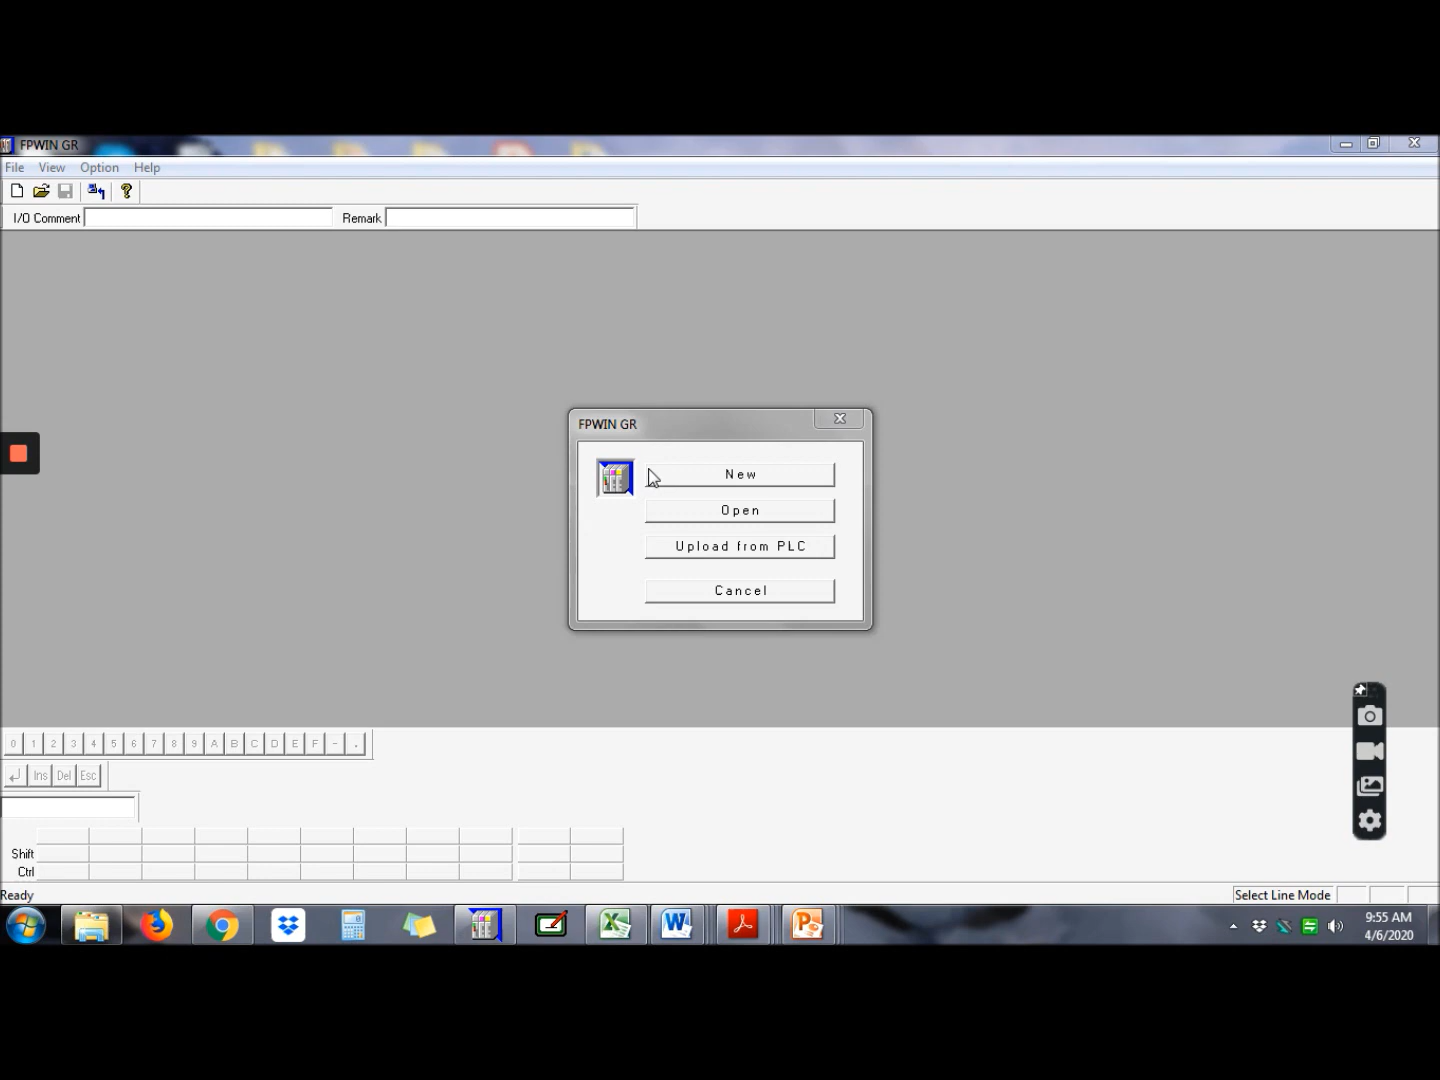 FPWIN GR
File View Option Help
I/O Comment Remark
FPWIN GR
New
Open
Upload from PLC
Cancel
0 1 2 3 4 5 6 7 8 9 A B C D E F - .
Ins Del Esc
Shift
Ctrl
Ready Select Line Mode
9:55 AM
4/6/2020